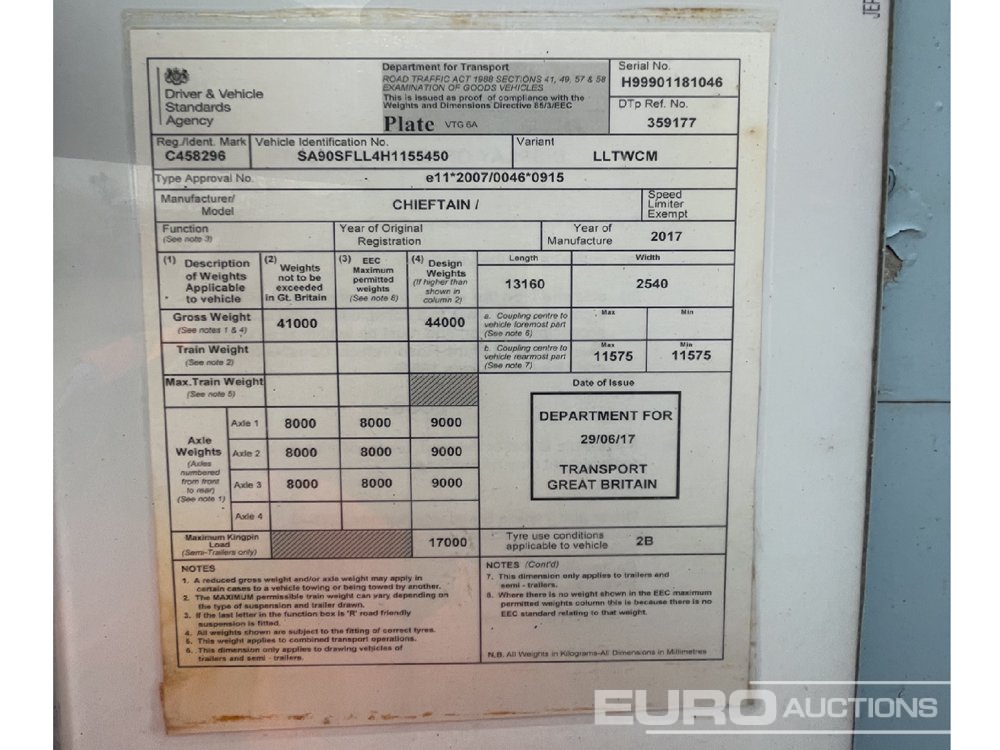 JEF
Driver & Vehicle
Standards
Agency
Department for Transport
ROAD TRAFFIC ACT 1988 SECTIONS 41, 49, 57 & 58
EXAMINATION OF GOODS VEHICLES
This is issued as proof of compliance with the
Weights and Dimensions Directive 85/3/EEC
Plate VTG 6A
Serial No.
H99901181046
DTp Ref. No.
359177
Reg./Ident. Mark
C458296
Vehicle Identification No.
SA90SFLL4H1155450
Variant
LLTWCM
Type Approval No.
e11*2007/0046*0915
Manufacturer/
Model
CHIEFTAIN /
Speed
Limiter
Exempt
Function
(See note 3)
Year of Original
Registration
Year of
Manufacture
2017
(1) Description
of Weights
Applicable
to vehicle
(2) Weights
not to be
exceeded
in Gt. Britain
(3) EEC
Maximum
permitted
weights
(See note 8)
(4) Design
Weights
(If higher than
shown in
column 2)
Length
13160
Width
2540
Gross Weight
(See notes 1 & 4)
41000
44000
a. Coupling centre to
vehicle foremost part
(See note 6)
Max
Min
Train Weight
(See note 2)
b. Coupling centre to
vehicle rearmost part
(See note 7)
Max
11575
Min
11575
Max.Train Weight
(See note 5)
Date of Issue
DEPARTMENT FOR
29/06/17
TRANSPORT
GREAT BRITAIN
Axle
Weights
(Axles
numbered
from front
to rear)
(See note 1)
Axle 1 8000 8000 9000
Axle 2 8000 8000 9000
Axle 3 8000 8000 9000
Axle 4
Maximum Kingpin
Load
(Semi-Trailers only)
17000
Tyre use conditions
applicable to vehicle
2B
NOTES
1. A reduced gross weight and/or axle weight may apply in
certain cases to a vehicle towing or being towed by another.
2. The MAXIMUM permissible train weight can vary depending on
the type of suspension and trailer drawn.
3. If the last letter in the function box is 'R' road friendly
suspension is fitted.
4. All weights shown are subject to the fitting of correct tyres.
5. This weight applies to combined transport operations.
6. This dimension only applies to drawing vehicles of
trailers and semi - trailers.
NOTES (Cont'd)
7. This dimension only applies to trailers and
semi - trailers.
8. Where there is no weight shown in the EEC maximum
permitted weights column this is because there is no
EEC standard relating to that weight.
N.B. All Weights in Kilograms-All Dimensions in Millimetres
EURO AUCTIONS